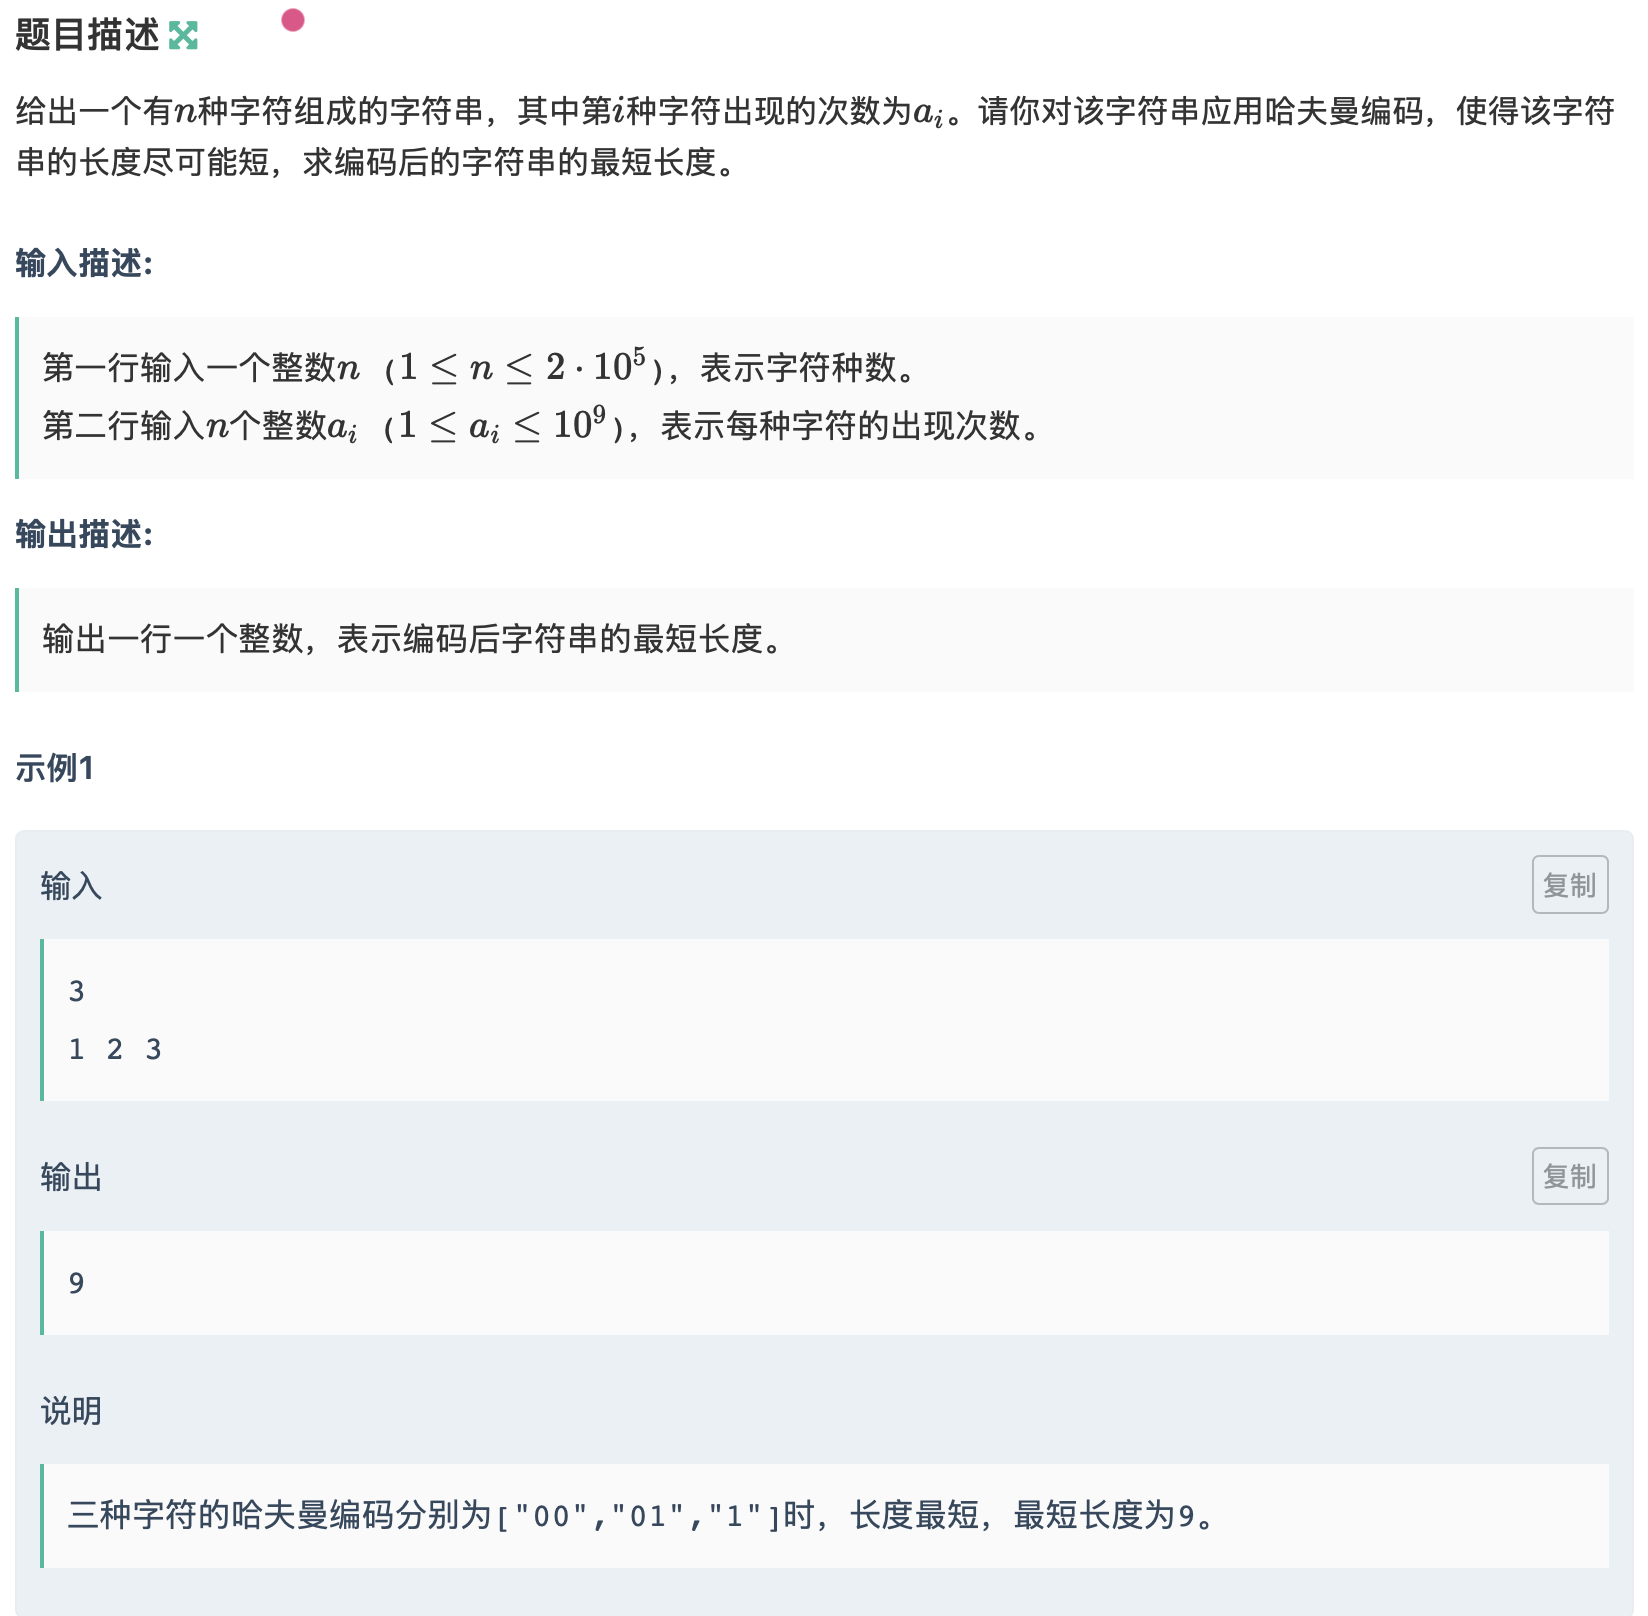 题目描述
给出一个有n种字符组成的字符串，其中第i种字符出现的次数为aᵢ。请你对该字符串应用哈夫曼编码，使得该字符
串的长度尽可能短，求编码后的字符串的最短长度。
输入描述:
第一行输入一个整数n（1 ≤ n ≤ 2 · 10⁵），表示字符种数。
第二行输入n个整数aᵢ（1 ≤ aᵢ ≤ 10⁹），表示每种字符的出现次数。
输出描述:
输出一行一个整数，表示编码后字符串的最短长度。
示例1
输入 复制
3
1 2 3
输出 复制
9
说明
三种字符的哈夫曼编码分别为["00","01","1"]时，长度最短，最短长度为9。